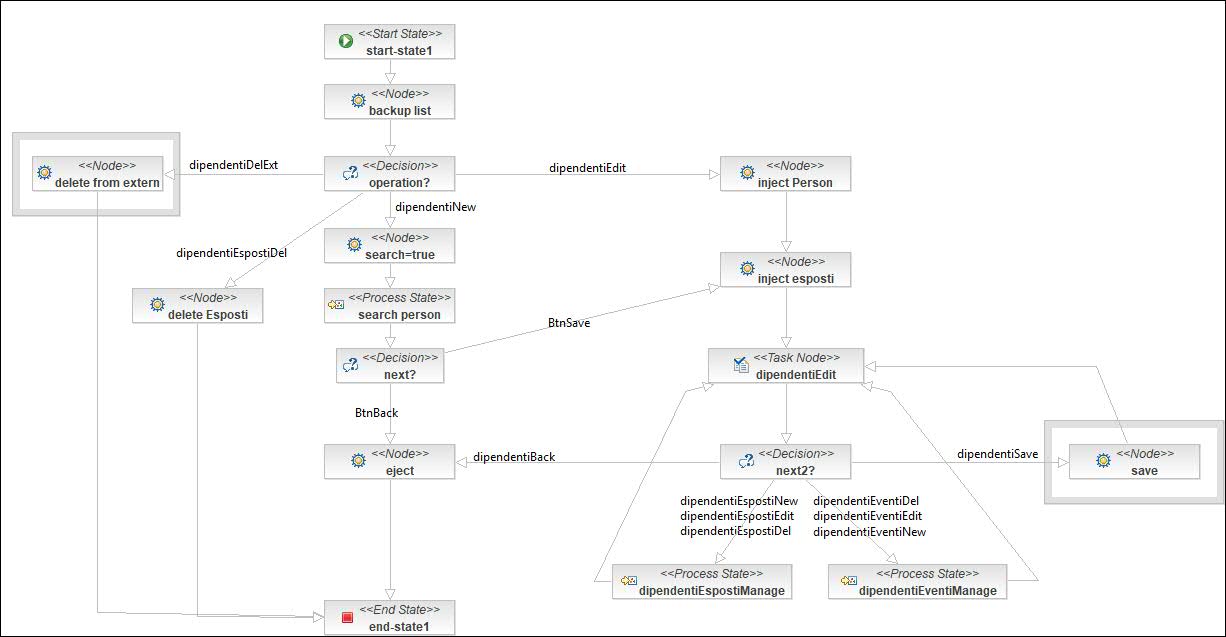 <<Start State>>
start-state1
<<Node>>
backup list
<<Node>>
delete from extern
dipendentiDelExt
<<Decision>>
operation?
dipendentiEdit
<<Node>>
inject Person
dipendentiNew
dipendentiEspostiDel
<<Node>>
search=true
<<Node>>
inject esposti
<<Node>>
delete Esposti
<<Process State>>
search person
BtnSave
<<Decision>>
next?
<<Task Node>>
dipendentiEdit
BtnBack
<<Node>>
eject
dipendentiBack
<<Decision>>
next2?
dipendentiSave
<<Node>>
save
dipendentiEspostiNew
dipendentiEspostiEdit
dipendentiEspostiDel
dipendentiEventiDel
dipendentiEventiEdit
dipendentiEventiNew
<<Process State>>
dipendentiEspostiManage
<<Process State>>
dipendentiEventiManage
<<End State>>
end-state1